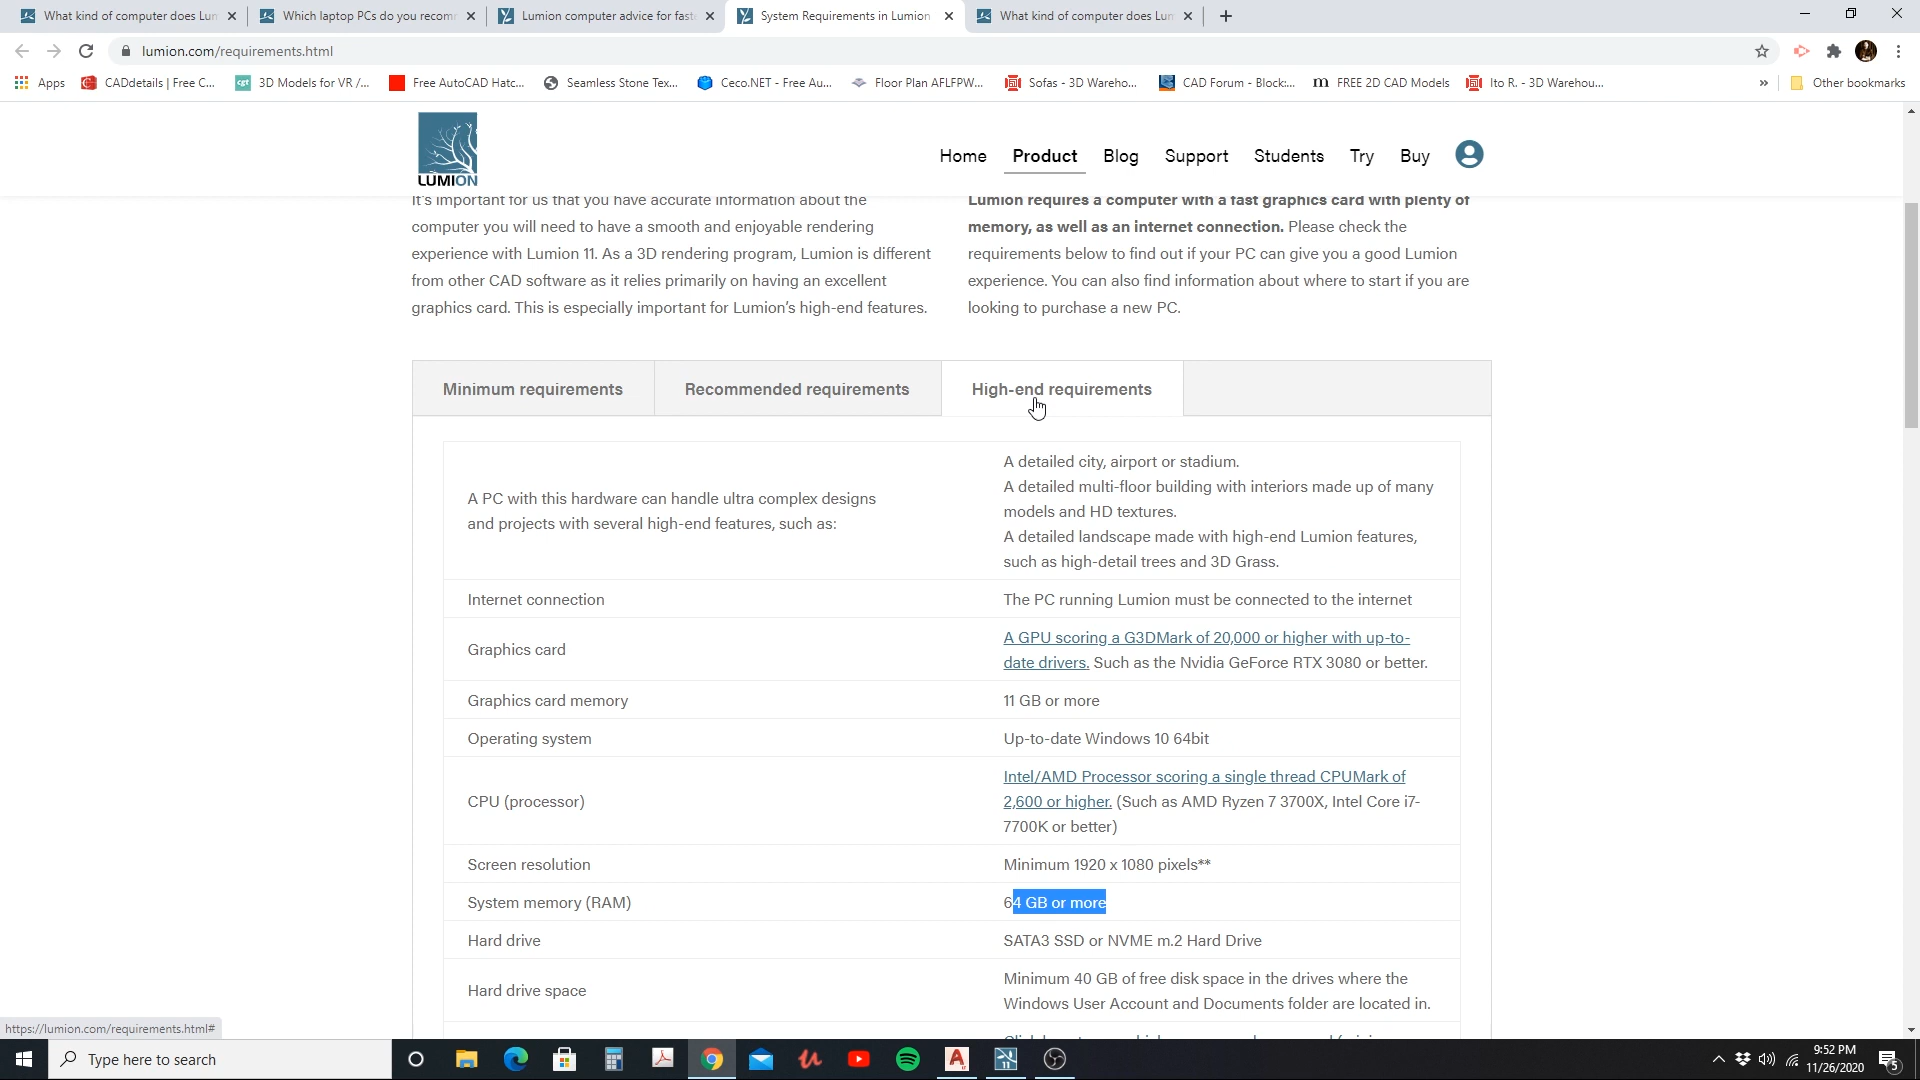 What kind of computer does Lum
Which laptop PCs do you recom
Lumion computer advice for fast
System Requirements in Lumion
What kind of computer does Lum
lumion.com/requirements.html
Apps
CADdetails | Free C...
3D Models for VR /...
Free AutoCAD Hatc...
Seamless Stone Tex...
Ceco.NET - Free Au...
Floor Plan AFLFPW...
Sofas - 3D Wareho...
CAD Forum - Block:...
FREE 2D CAD Models
Ito R. - 3D Warehou...
»
Other bookmarks
LUMION
Home
Product
Blog
Support
Students
Try
Buy
It's important for us that you have accurate information about the
computer you will need to have a smooth and enjoyable rendering
experience with Lumion 11. As a 3D rendering program, Lumion is different
from other CAD software as it relies primarily on having an excellent
graphics card. This is especially important for Lumion's high-end features.
Lumion requires a computer with a fast graphics card with plenty of
memory, as well as an internet connection. Please check the
requirements below to find out if your PC can give you a good Lumion
experience. You can also find information about where to start if you are
looking to purchase a new PC.
Minimum requirements
Recommended requirements
High-end requirements
A PC with this hardware can handle ultra complex designs
and projects with several high-end features, such as:
A detailed city, airport or stadium.
A detailed multi-floor building with interiors made up of many
models and HD textures.
A detailed landscape made with high-end Lumion features,
such as high-detail trees and 3D Grass.
Internet connection
The PC running Lumion must be connected to the internet
Graphics card
A GPU scoring a G3DMark of 20,000 or higher with up-to-
date drivers. Such as the Nvidia GeForce RTX 3080 or better.
Graphics card memory
11 GB or more
Operating system
Up-to-date Windows 10 64bit
CPU (processor)
Intel/AMD Processor scoring a single thread CPUMark of
2,600 or higher. (Such as AMD Ryzen 7 3700X, Intel Core i7-
7700K or better)
Screen resolution
Minimum 1920 x 1080 pixels**
System memory (RAM)
64 GB or more
Hard drive
SATA3 SSD or NVME m.2 Hard Drive
Hard drive space
Minimum 40 GB of free disk space in the drives where the
Windows User Account and Documents folder are located in.
https://lumion.com/requirements.html#
Type here to search
9:52 PM
11/26/2020
5